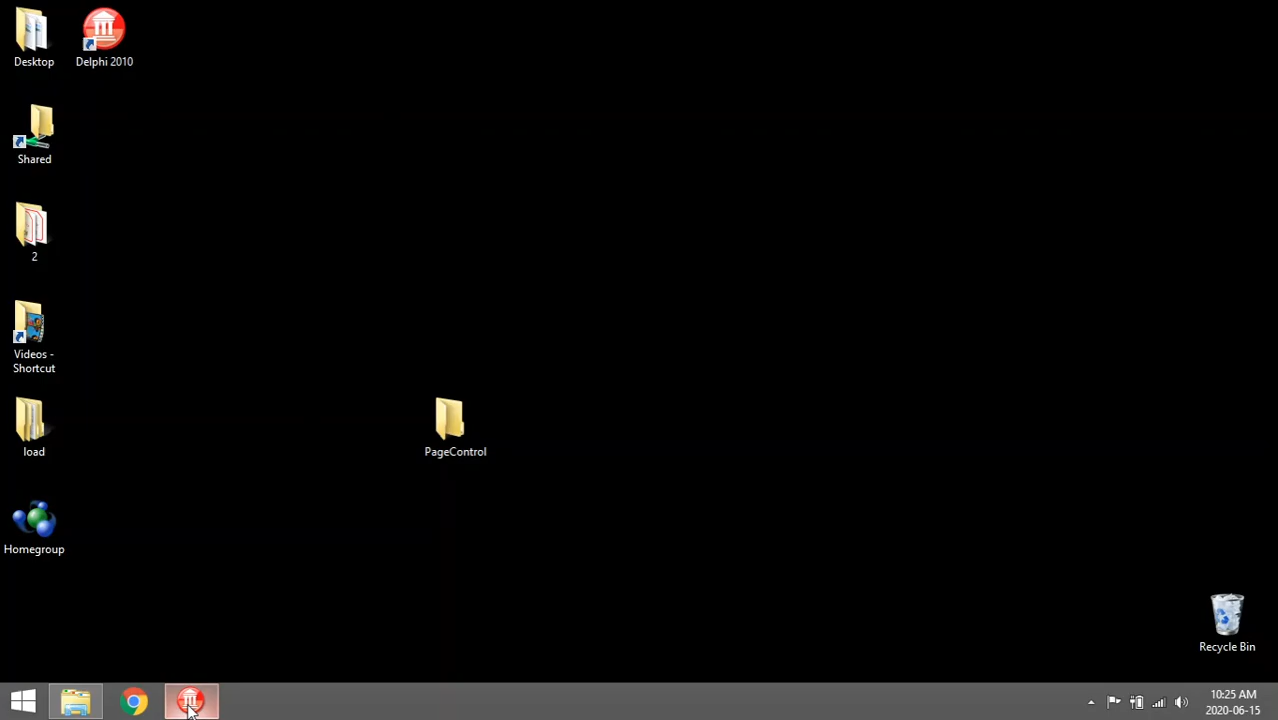 Desktop
Delphi 2010
Shared
2
Videos -
Shortcut
load
PageControl
Homegroup
Recycle Bin
10:25 AM
2020-06-15